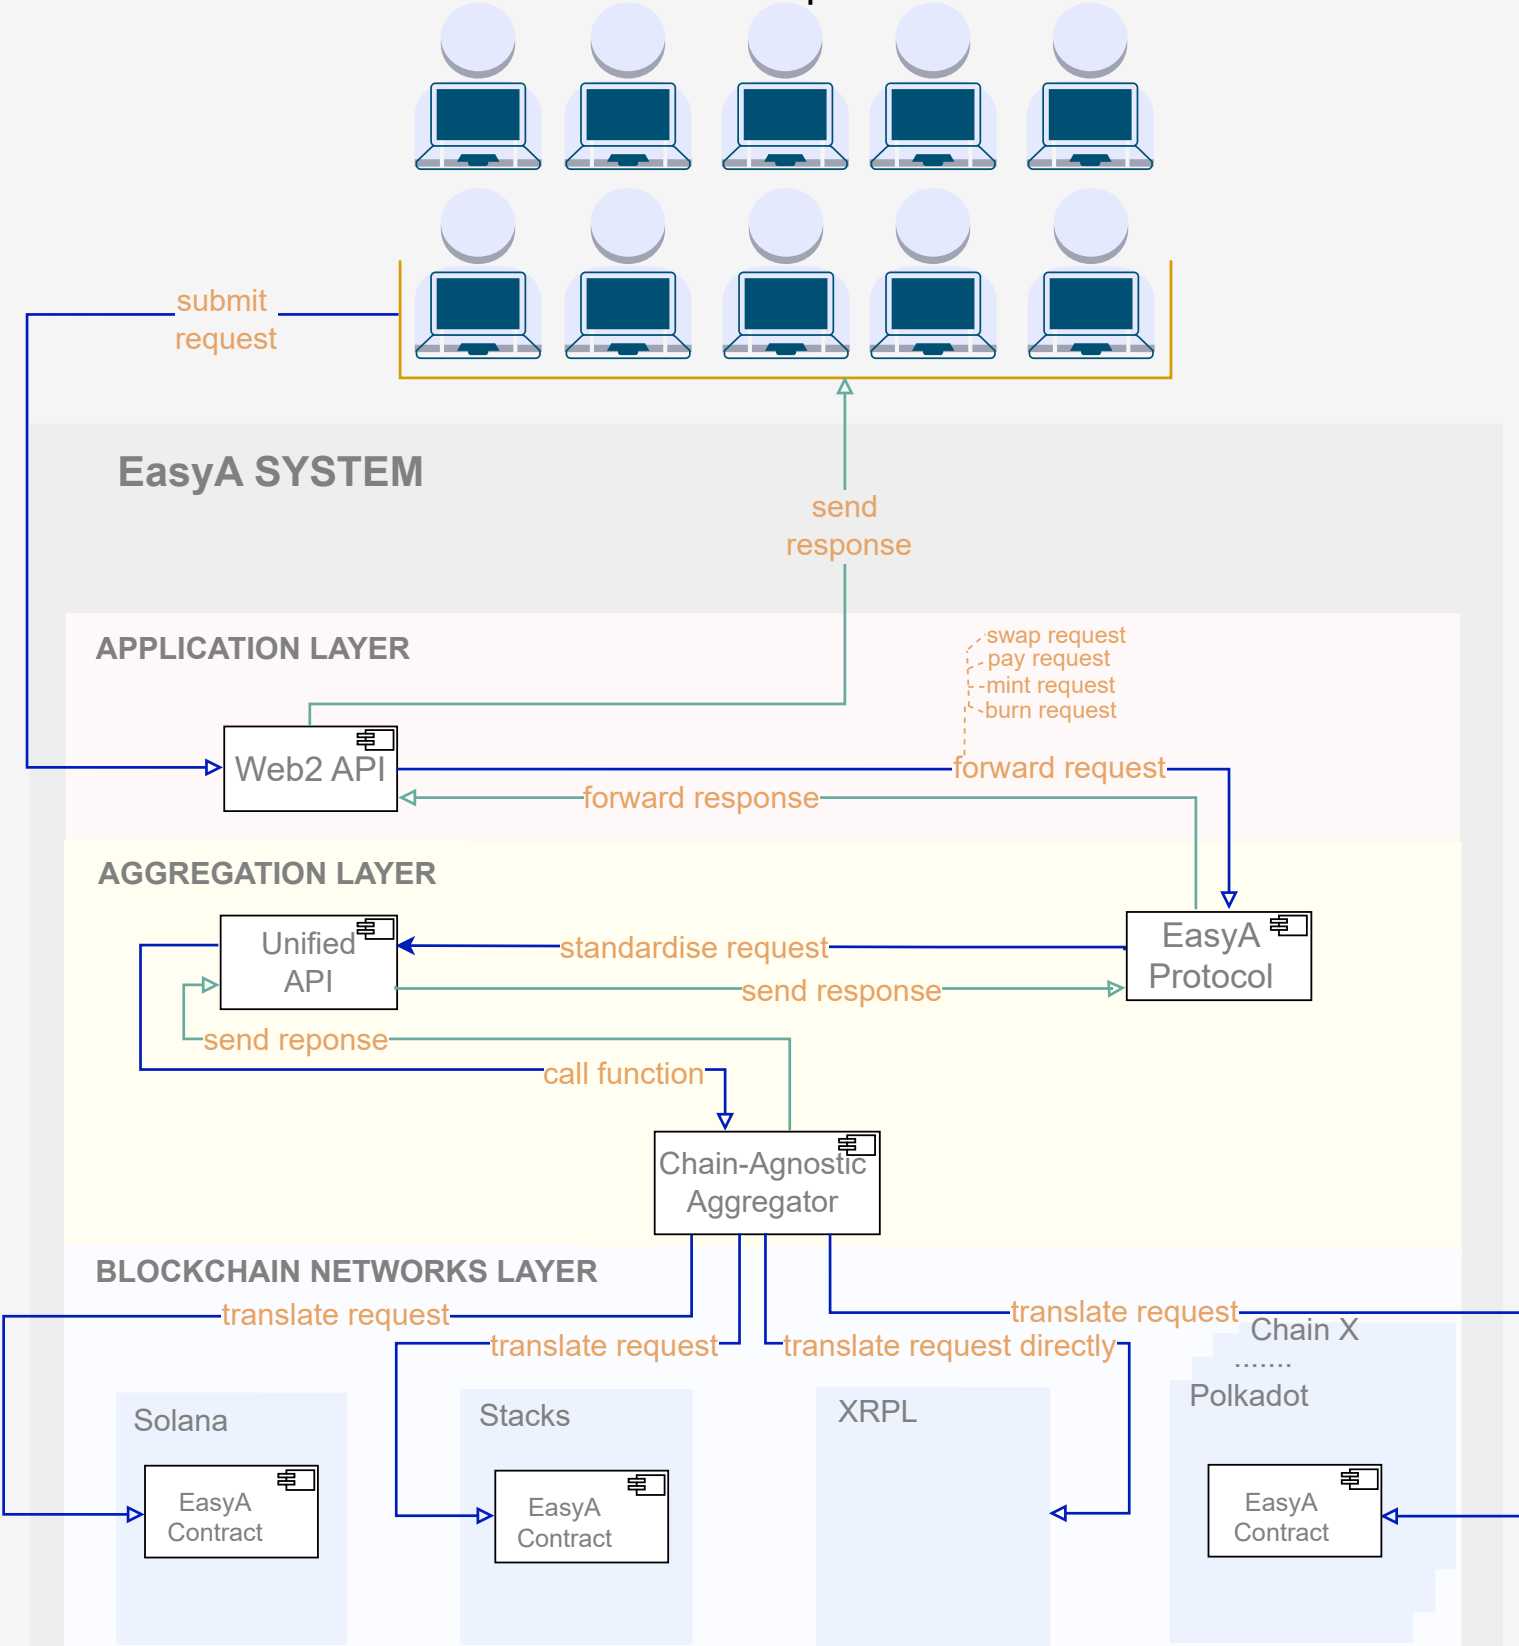 submit
request
EasyA SYSTEM
send
response
APPLICATION LAYER
swap request
pay request
mint request
burn request
Web2 API
forward request
forward response
AGGREGATION LAYER
Unified
API
standardise request
EasyA
Protocol
send response
send reponse
call function
Chain-Agnostic
Aggregator
BLOCKCHAIN NETWORKS LAYER
translate request
translate request
translate request directly
translate request
Chain X
.......
Polkadot
Solana
Stacks
XRPL
EasyA
Contract
EasyA
Contract
EasyA
Contract